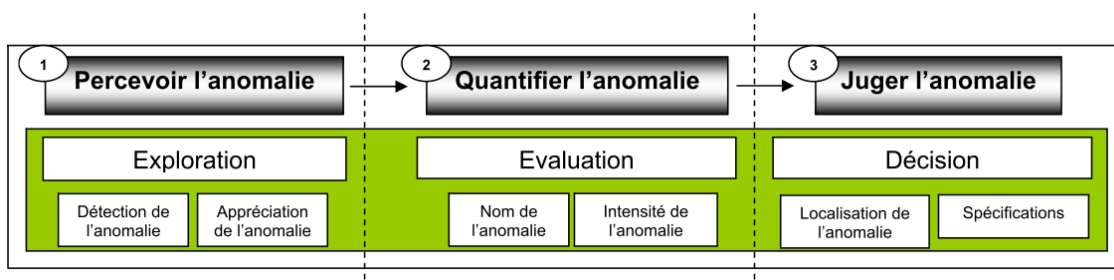 1
Percevoir l'anomalie
2
Quantifier l'anomalie
3
Juger l'anomalie
Exploration
Evaluation
Décision
Détection de
l'anomalie
Appréciation
de l'anomalie
Nom de
l'anomalie
Intensité de
l'anomalie
Localisation de
l'anomalie
Spécifications